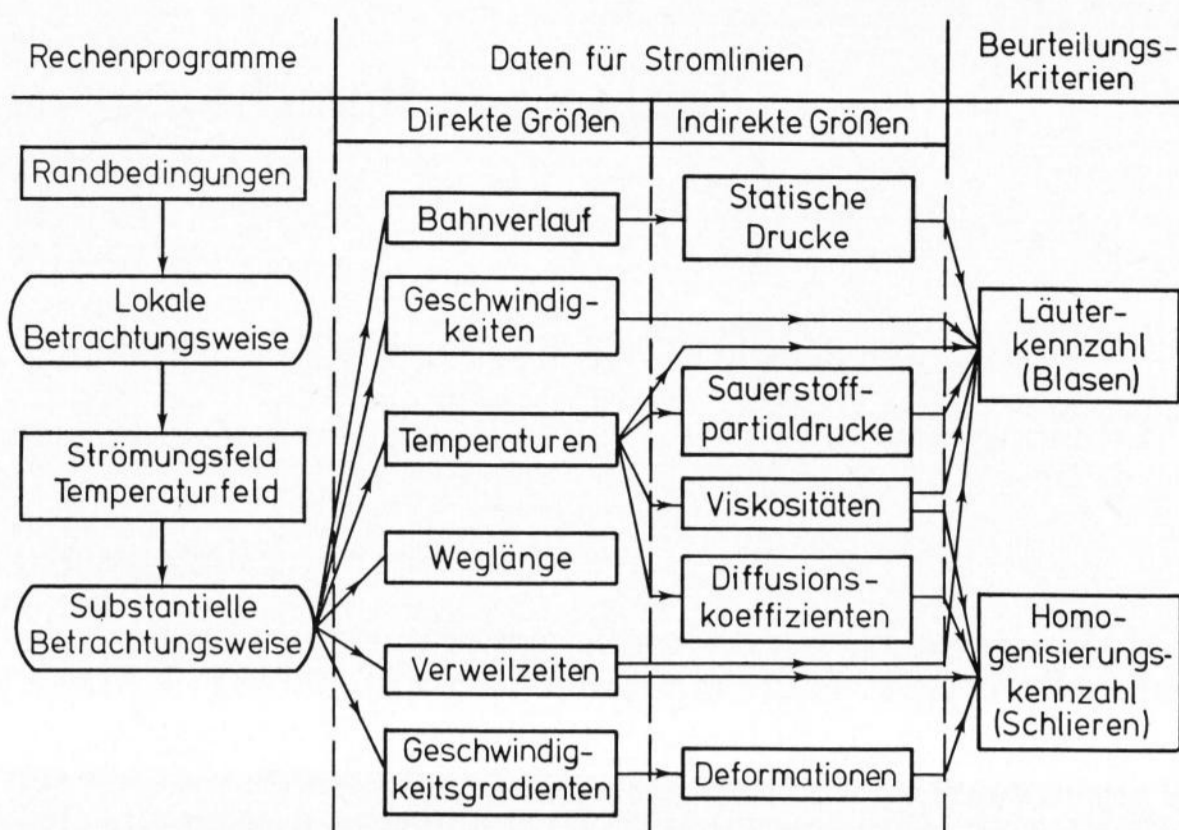 Rechenprogramme
Daten für Stromlinien
Beurteilungs-
kriterien
Direkte Größen
Indirekte Größen
Randbedingungen
Lokale
Betrachtungsweise
Strömungsfeld
Temperaturfeld
Substantielle
Betrachtungsweise
Bahnverlauf
Geschwindig-
keiten
Temperaturen
Weglänge
Verweilzeiten
Geschwindig-
keitsgradienten
Statische
Drucke
Sauerstoff-
partialdrucke
Viskositäten
Diffusions-
koeffizienten
Deformationen
Läuter-
kennzahl
(Blasen)
Homo-
genisierungs-
kennzahl
(Schlieren)